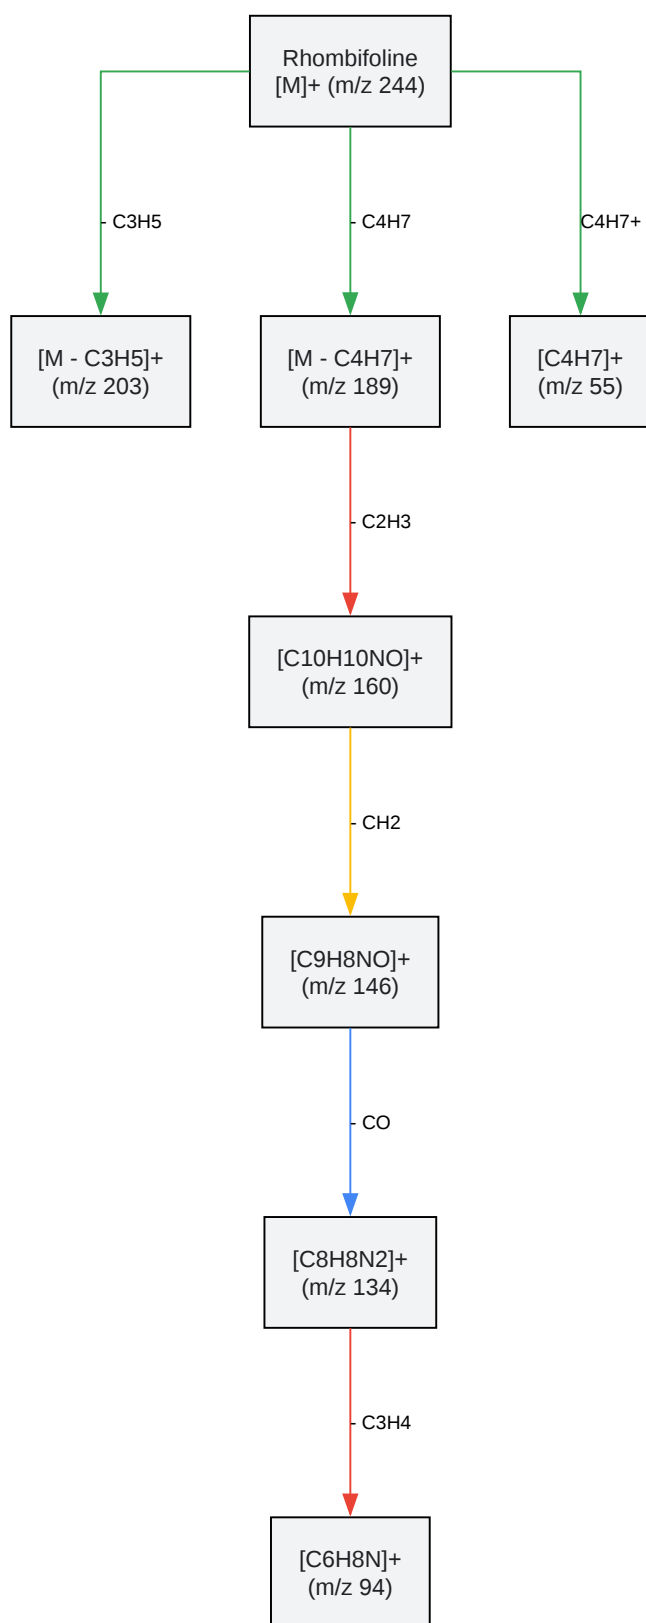 Rhombifoline
[M]+ (m/z 244)
- C3H5
- C4H7
C4H7+
[M - C3H5]+
(m/z 203)
[M - C4H7]+
(m/z 189)
[C4H7]+
(m/z 55)
- C2H3
[C10H10NO]+
(m/z 160)
- CH2
[C9H8NO]+
(m/z 146)
- CO
[C8H8N2]+
(m/z 134)
- C3H4
[C6H8N]+
(m/z 94)